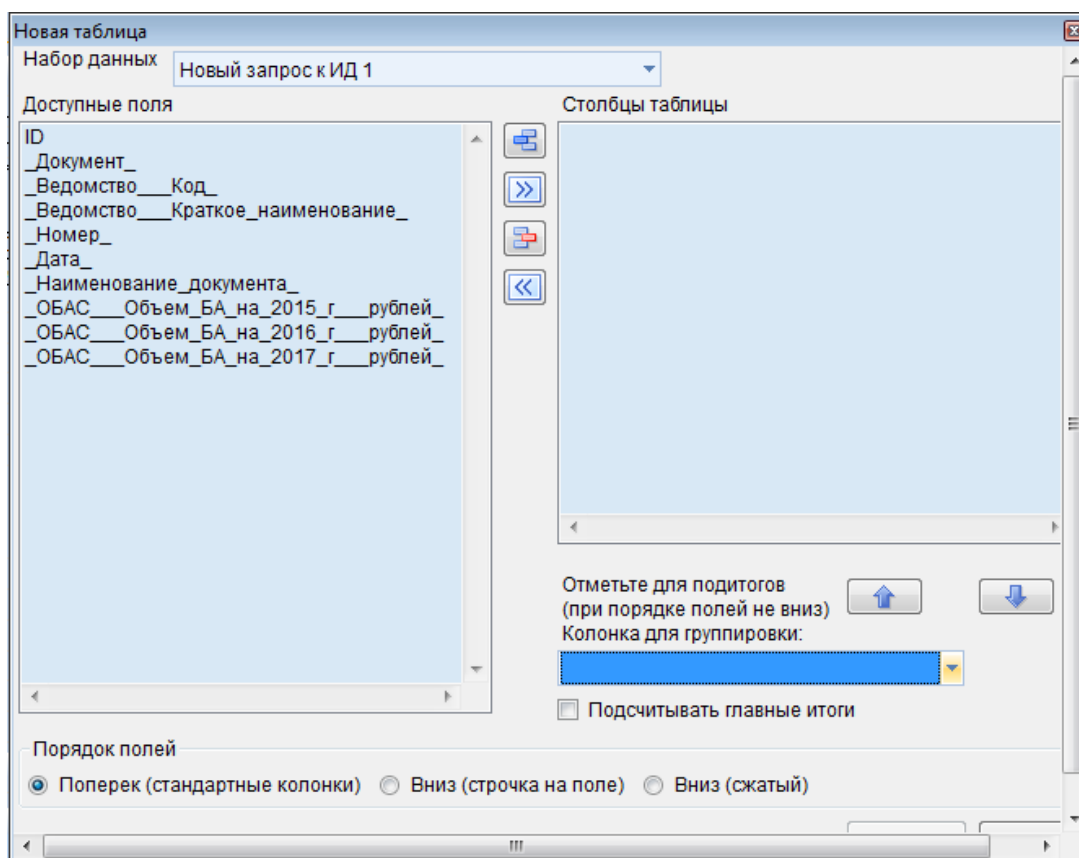 Новая таблица
Набор данных
Новый запрос к ИД 1
Доступные поля
Столбцы таблицы
ID
_Документ_
_Ведомство___Код_
_Ведомство___Краткое_наименование_
_Номер_
_Дата_
_Наименование_документа_
_ОБАС___Объем_БА_на_2015_г___рублей_
_ОБАС___Объем_БА_на_2016_г___рублей_
_ОБАС___Объем_БА_на_2017_г___рублей_
Отметьте для подитогов
(при порядке полей не вниз)
Колонка для группировки:
Подсчитывать главные итоги
Порядок полей
Поперек (стандартные колонки)
Вниз (строчка на поле)
Вниз (сжатый)